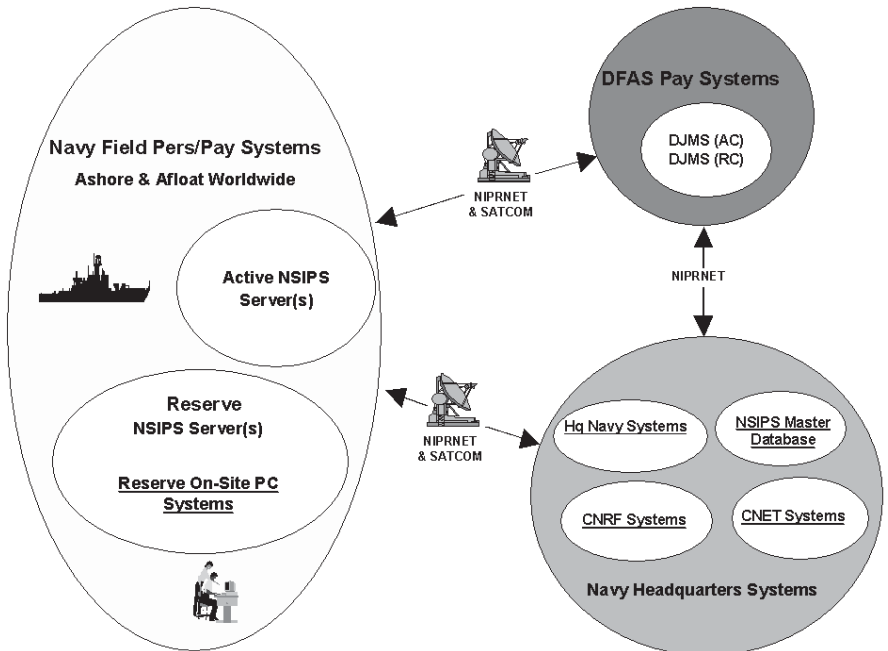 Navy Field Pers/Pay Systems
Ashore & Afloat Worldwide
Active NSIPS
Server(s)
Reserve
NSIPS Server(s)
Reserve On-Site PC
Systems
NIPRNET
& SATCOM
NIPRNET
& SATCOM
DFAS Pay Systems
DJMS (AC)
DJMS (RC)
NIPRNET
Hq Navy Systems
NSIPS Master
Database
CNRF Systems
CNET Systems
Navy Headquarters Systems